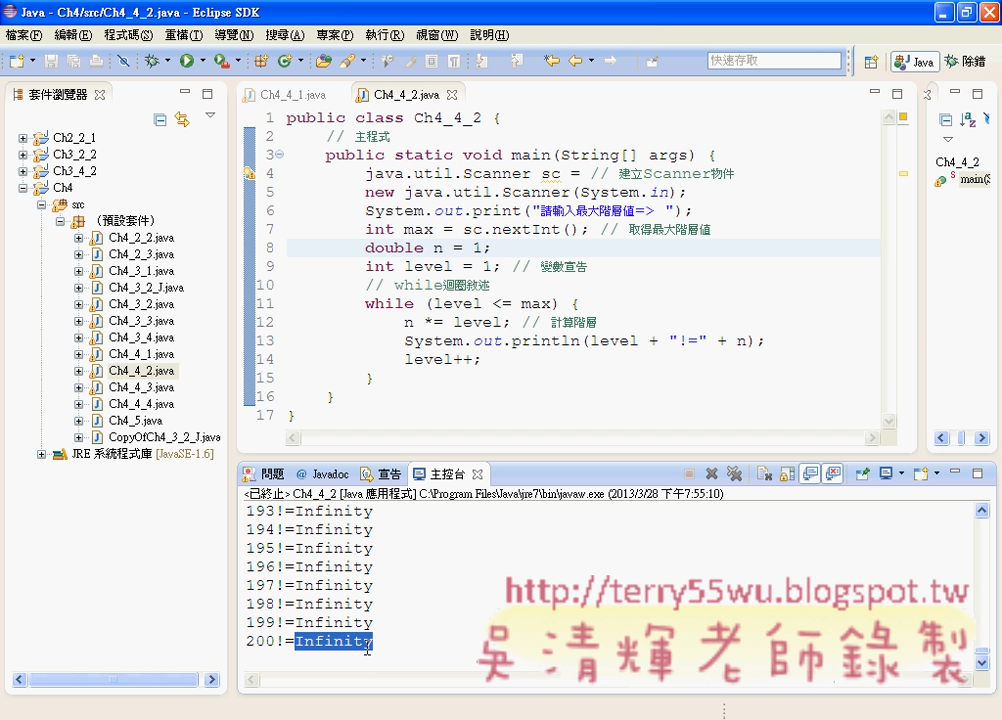 Java - Ch4/src/Ch4_4_2.java - Eclipse SDK
檔案(F) 編輯(E) 程式碼(S) 重構(T) 導覽(N) 搜尋(A) 專案(P) 執行(R) 視窗(W) 說明(H)
快速存取
Java
除錯
套件瀏覽器
Ch2_2_1
Ch3_2_2
Ch3_4_2
Ch4
src
(預設套件)
Ch4_2_2.java
Ch4_2_3.java
Ch4_3_1.java
Ch4_3_2_J.java
Ch4_3_2.java
Ch4_3_3.java
Ch4_3_4.java
Ch4_4_1.java
Ch4_4_2.java
Ch4_4_3.java
Ch4_4_4.java
Ch4_5.java
CopyOfCh4_3_2_J.java
JRE 系統程式庫 [JavaSE-1.6]
Ch4_4_1.java
Ch4_4_2.java
1 public class Ch4_4_2 {
2 // 主程式
3 public static void main(String[] args) {
4 java.util.Scanner sc = // 建立Scanner物件
5 new java.util.Scanner(System.in);
6 System.out.print("請輸入最大階層值=> ");
7 int max = sc.nextInt(); // 取得最大階層值
8 double n = 1;
9 int level = 1; // 變數宣告
10 // while迴圈敘述
11 while (level <= max) {
12 n *= level; // 計算階層
13 System.out.println(level + "!=" + n);
14 level++;
15 }
16 }
17 }
Ch4_4_2
main(S
問題 @ Javadoc 宣告 主控台
<已終止> Ch4_4_2 [Java 應用程式] C:\Program Files\Java\jre7\bin\javaw.exe (2013/3/28 下午7:55:10)
193!=Infinity
194!=Infinity
195!=Infinity
196!=Infinity
197!=Infinity
198!=Infinity
199!=Infinity
200!=Infinity
http://terry55wu.blogspot.tw
吳清輝老師錄製